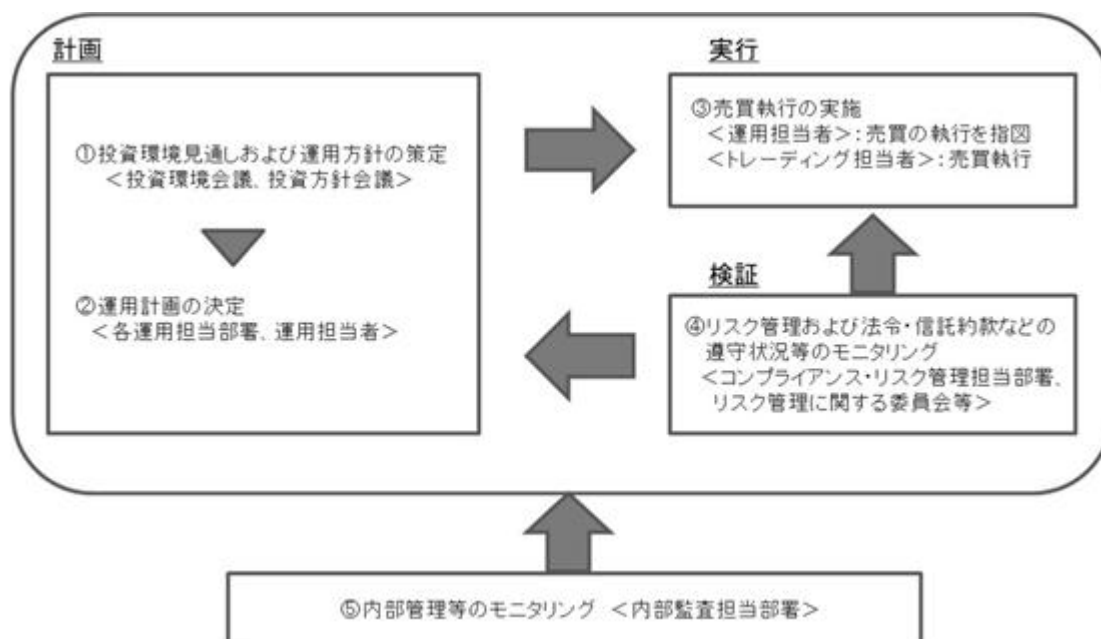 計画
①投資環境見通しおよび運用方針の策定
＜投資環境会議、投資方針会議＞
②運用計画の決定
＜各運用担当部署、運用担当者＞
実行
③売買執行の実施
＜運用担当者＞：売買の執行を指図
＜トレーディング担当者＞：売買執行
検証
④リスク管理および法令・信託約款などの
遵守状況等のモニタリング
＜コンプライアンス・リスク管理担当部署、
リスク管理に関する委員会等＞
⑤内部管理等のモニタリング ＜内部監査担当部署＞